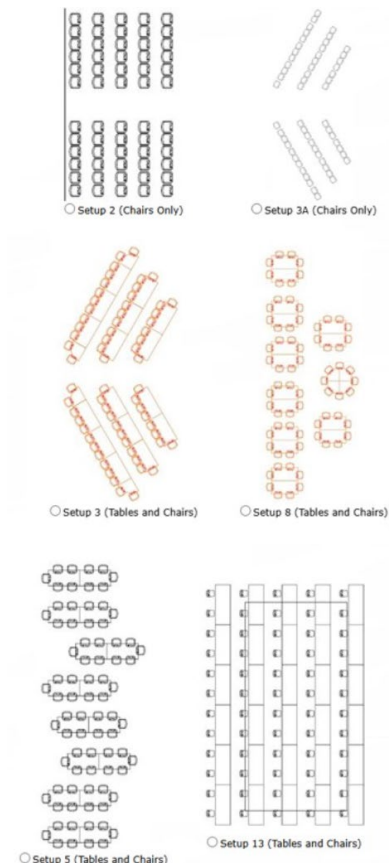 Setup 2 (Chairs Only)
Setup 3A (Chairs Only)
Setup 3 (Tables and Chairs)
Setup 8 (Tables and Chairs)
Setup 5 (Tables and Chairs)
Setup 13 (Tables and Chairs)